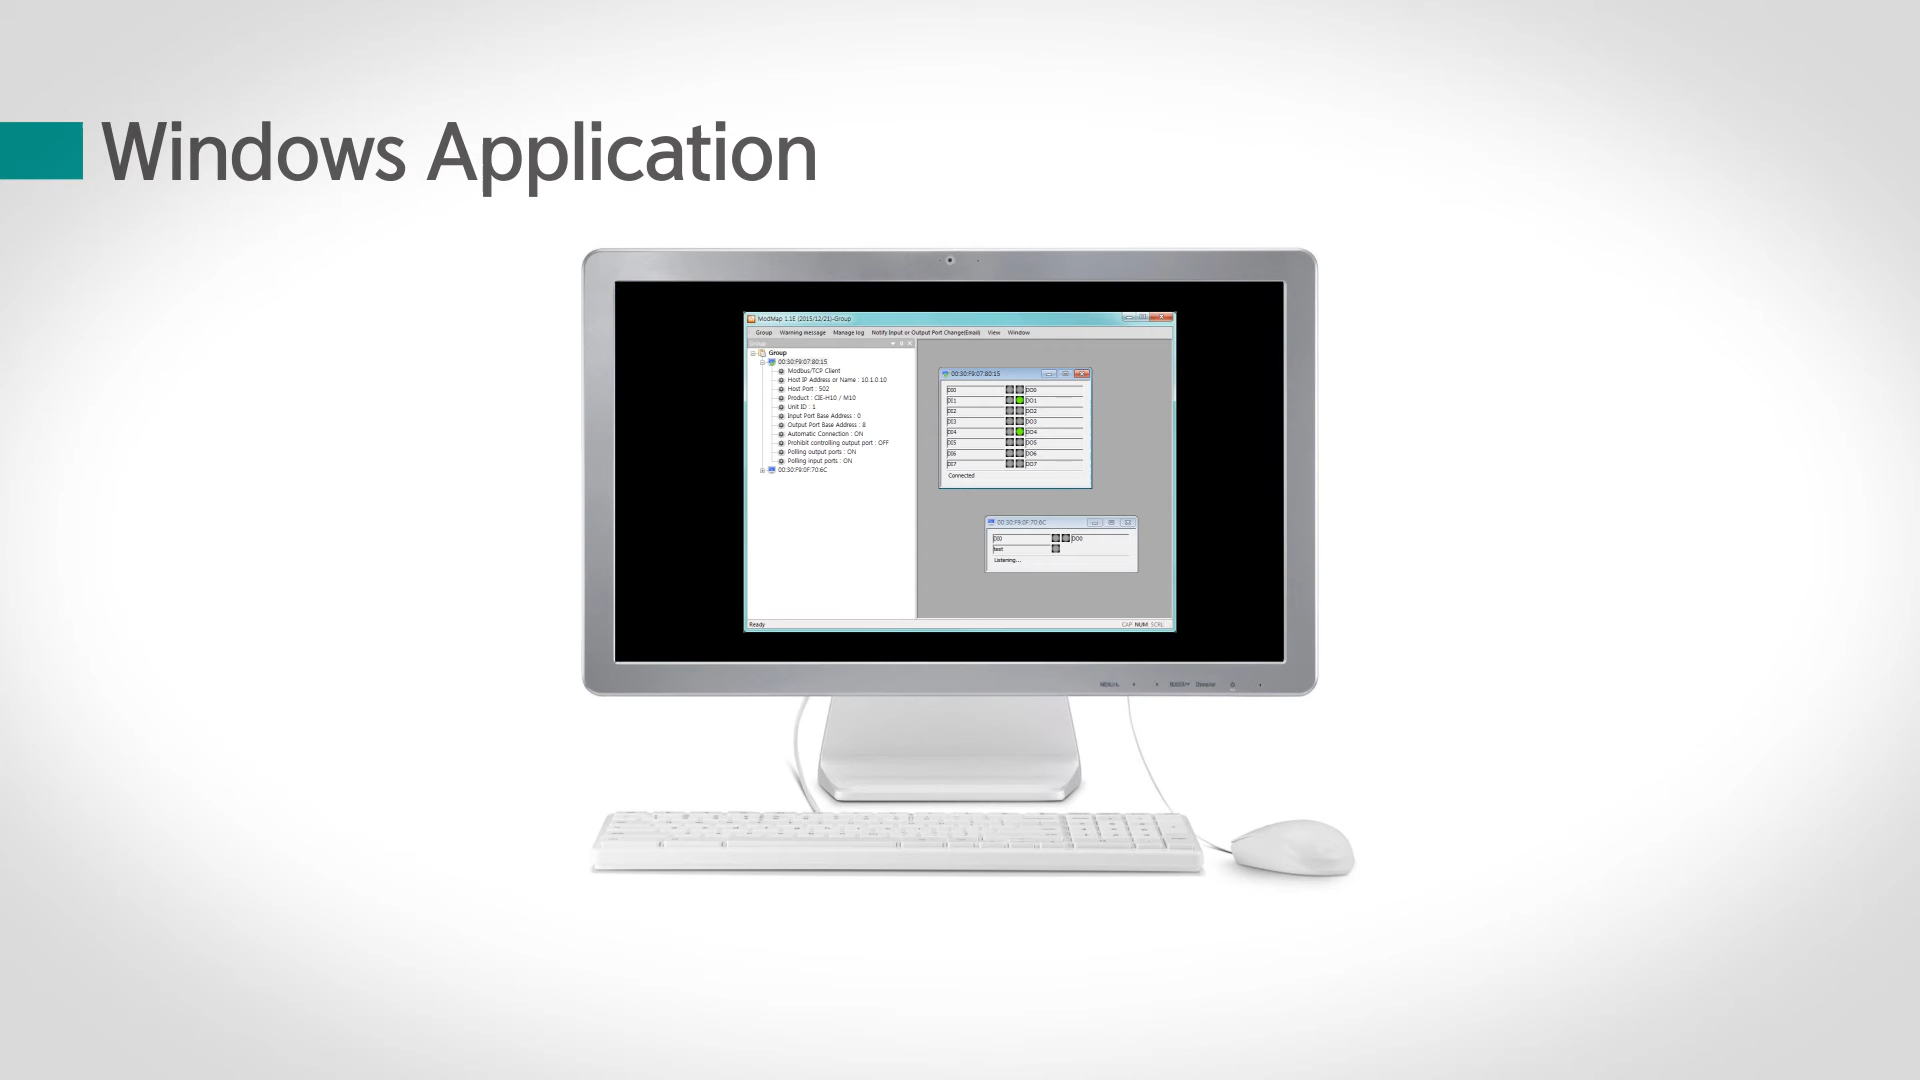 Windows Application
ModMap 1.1E (2015/12/21)-Group
Group Warning message Manage log Notify Input or Output Port Change(Email) View Window
Group
Group
00:30:F9:07:80:15
Modbus/TCP Client
Host IP Address or Name : 10.1.0.10
Host Port : 502
Product : CIE-H10 / M10
Unit ID : 1
Input Port Base Address : 0
Output Port Base Address : 8
Automatic Connection : ON
Prohibit controlling output port : OFF
Polling output ports : ON
Polling input ports : ON
00:30:F9:0F:70:6C
00:30:F9:07:80:15
DI0 DO0
DI1 DO1
DI2 DO2
DI3 DO3
DI4 DO4
DI5 DO5
DI6 DO6
DI7 DO7
Connected
00:30:F9:0F:70:6C
DI0 DO0
test
Listening...
Ready CAP NUM SCRL